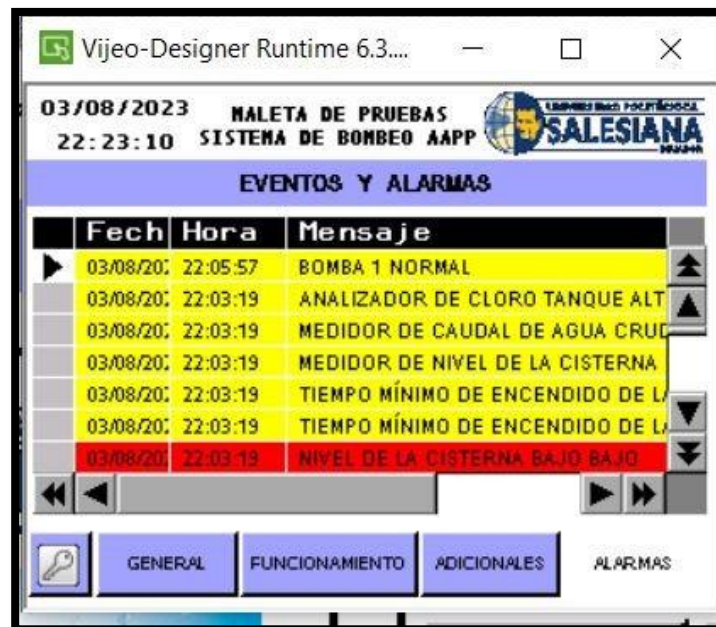 Vijeo-Designer Runtime 6.3....
03/08/2023 MALETA DE PRUEBAS
22:23:10 SISTEMA DE BOMBEO AAPP
UNIVERSIDAD POLITÉCNICA
SALESIANA
ECUADOR
EVENTOS Y ALARMAS
Fech Hora Mensaje
03/08/202 22:05:57 BOMBA 1 NORMAL
03/08/202 22:03:19 ANALIZADOR DE CLORO TANQUE ALT
03/08/202 22:03:19 MEDIDOR DE CAUDAL DE AGUA CRUD
03/08/202 22:03:19 MEDIDOR DE NIVEL DE LA CISTERNA
03/08/202 22:03:19 TIEMPO MÍNIMO DE ENCENDIDO DE LA
03/08/202 22:03:19 TIEMPO MÍNIMO DE ENCENDIDO DE LA
03/08/202 22:03:19 NIVEL DE LA CISTERNA BAJO BAJO
GENERAL FUNCIONAMIENTO ADICIONALES ALARMAS